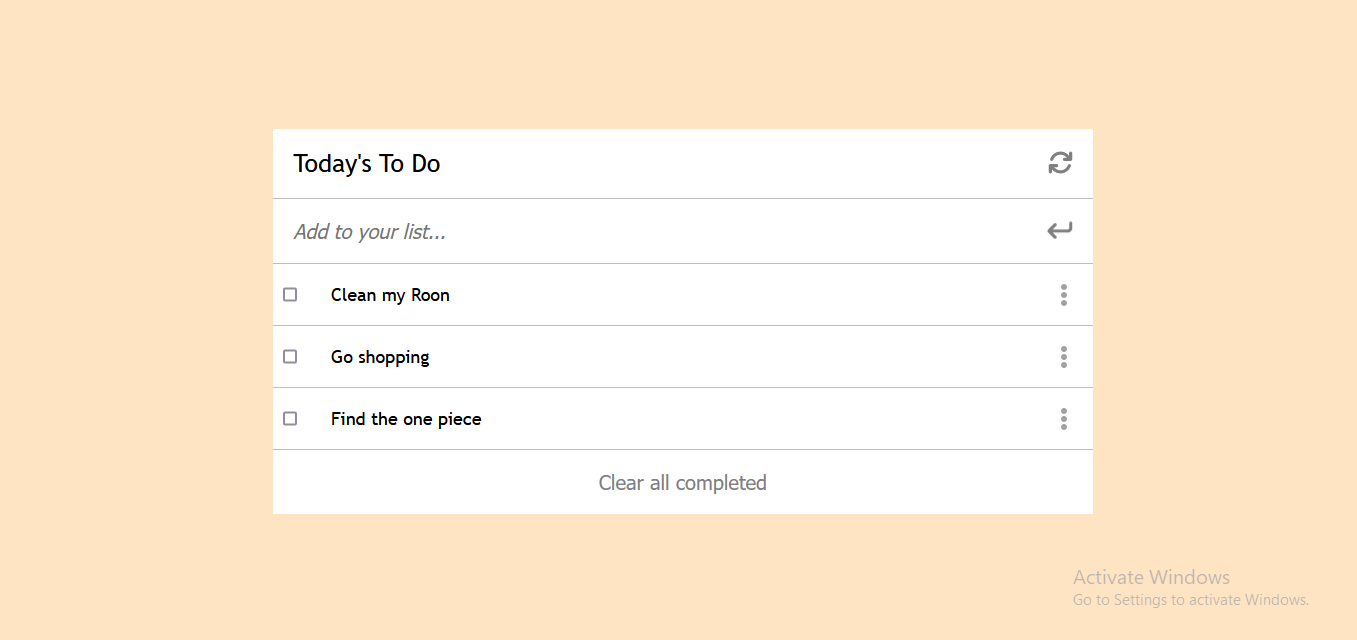 Today's To Do
Add to your list...
Clean my Roon
Go shopping
Find the one piece
Clear all completed
Activate Windows
Go to Settings to activate Windows.